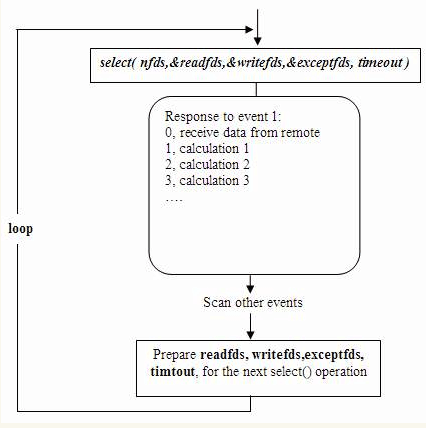 select( nfds,&readfds,&writefds,&exceptfds, timeout )
Response to event 1:
0, receive data from remote
1, calculation 1
2, calculation 2
3, calculation 3
....
loop
Scan other events
Prepare readfds, writefds,exceptfds,
timtout, for the next select() operation